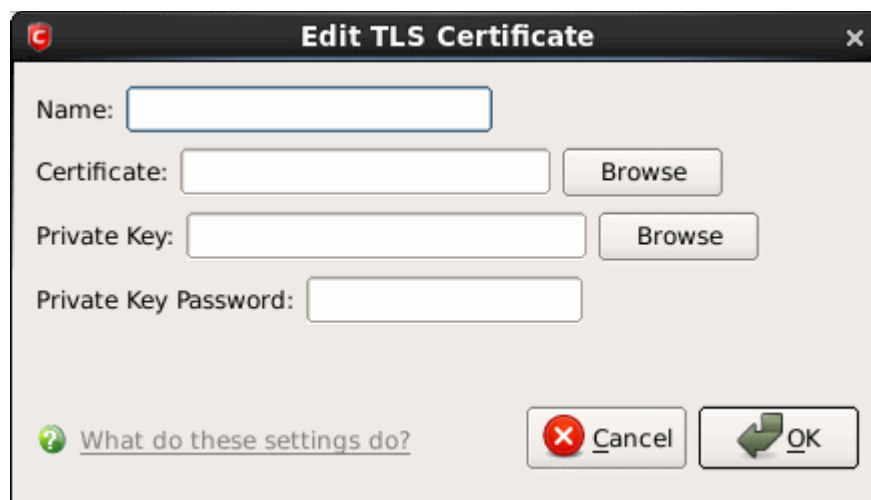 Edit TLS Certificate
Name:
Certificate: Browse
Private Key: Browse
Private Key Password:
What do these settings do? Cancel OK